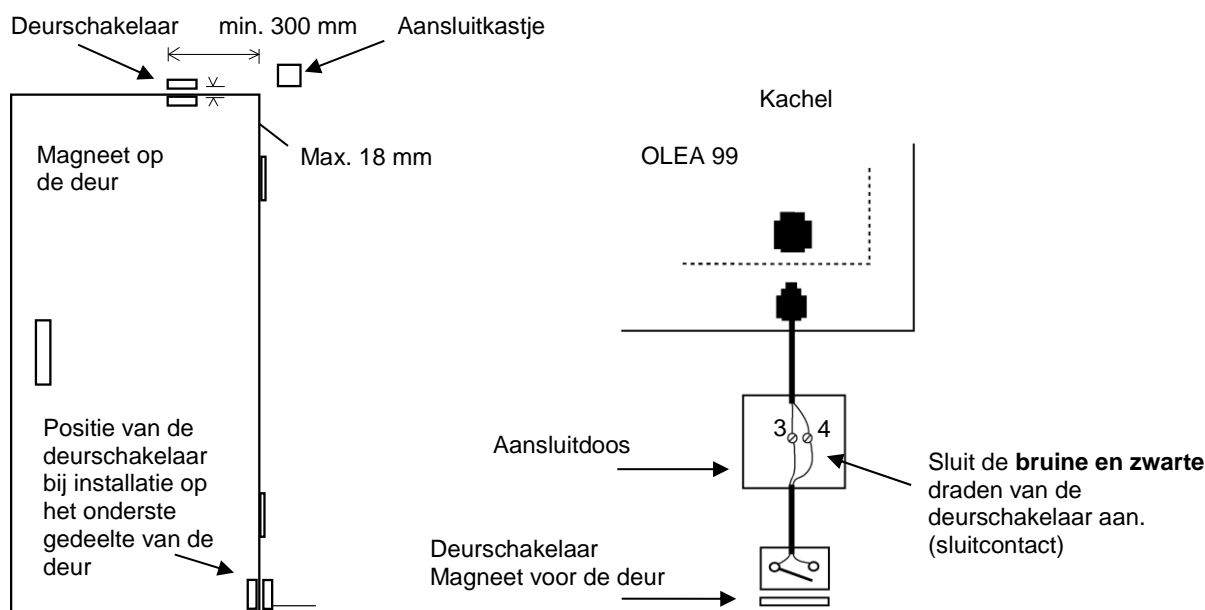 Deurschakelaar
min. 300 mm
Aansluitkastje
Magneet op
de deur
Max. 18 mm
Positie van de
deurschakelaar
bij installatie op
het onderste
gedeelte van de
deur
Kachel
OLEA 99
3 4
Aansluitdoos
Sluit de bruine en zwarte
draden van de
deurschakelaar aan.
(sluitcontact)
Deurschakelaar
Magneet voor de deur